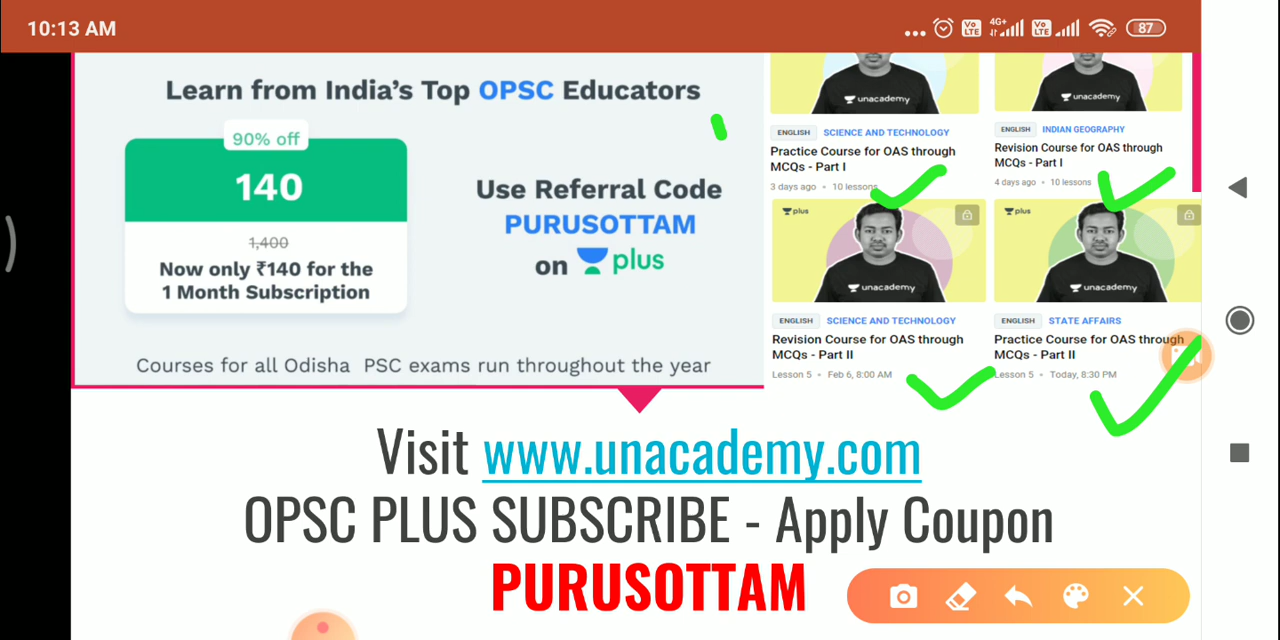 10:13 AM
4G+
Vo LTE
Vo LTE
87
Learn from India's Top OPSC Educators
90% off
140
1,400
Now only ₹140 for the
1 Month Subscription
Use Referral Code
PURUSOTTAM
on plus
Courses for all Odisha PSC exams run throughout the year
unacademy
ENGLISH SCIENCE AND TECHNOLOGY
Practice Course for OAS through
MCQs - Part I
3 days ago • 10 lessons
unacademy
ENGLISH INDIAN GEOGRAPHY
Revision Course for OAS through
MCQs - Part I
4 days ago • 10 lessons
plus
unacademy
ENGLISH SCIENCE AND TECHNOLOGY
Revision Course for OAS through
MCQs - Part II
Lesson 5 • Feb 6, 8:00 AM
plus
unacademy
ENGLISH STATE AFFAIRS
Practice Course for OAS through
MCQs - Part II
Lesson 5 • Today, 8:30 PM
Visit www.unacademy.com
OPSC PLUS SUBSCRIBE - Apply Coupon
PURUSOTTAM